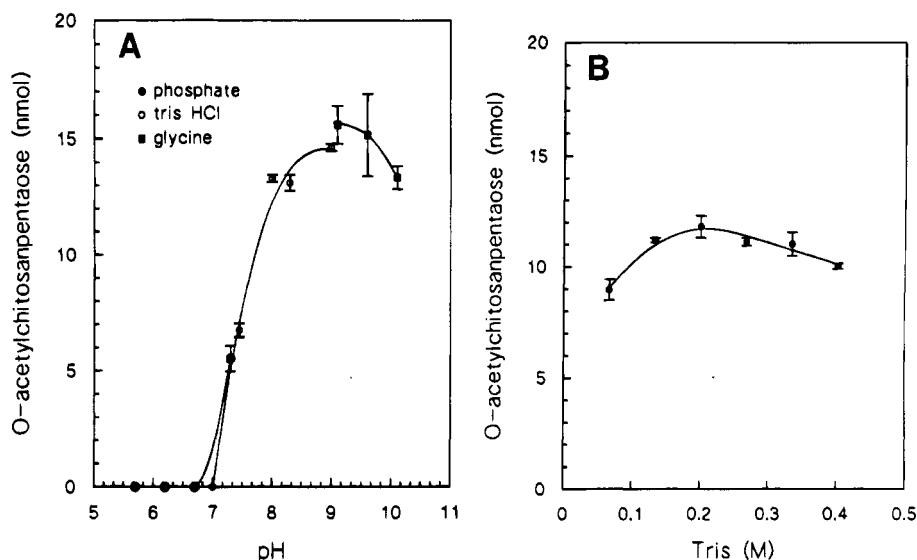 A
phosphate
tris HCl
glycine
O-acetylchitosanpentaose (nmol)
20
15
10
5
0
5 6 7 8 9 10 11
pH
B
O-acetylchitosanpentaose (nmol)
20
15
10
5
0
0 0.1 0.2 0.3 0.4 0.5
Tris (M)